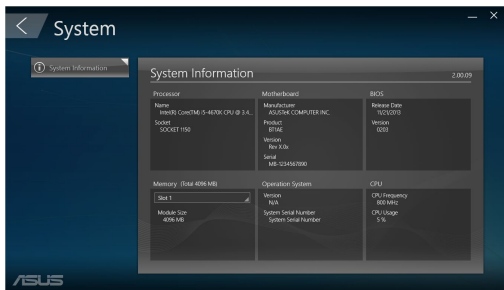 System
System Information
System Information
2.00.09
Processor
Name
Intel(R) Core(TM) i5-4670K CPU @ 3.4...
Socket
SOCKET 1150
Motherboard
Manufacturer
ASUSTeK COMPUTER INC.
Product
BT1AE
Version
Rev X.0x
Serial
MB-1234567890
BIOS
Release Date
11/21/2013
Version
0203
Memory (Total 4096 MB)
Slot 1
Module Size
4096 MB
Operation System
Version
N/A
System Serial Number
System Serial Number
CPU
CPU Frequency
800 MHz
CPU Usage
5 %
ASUS